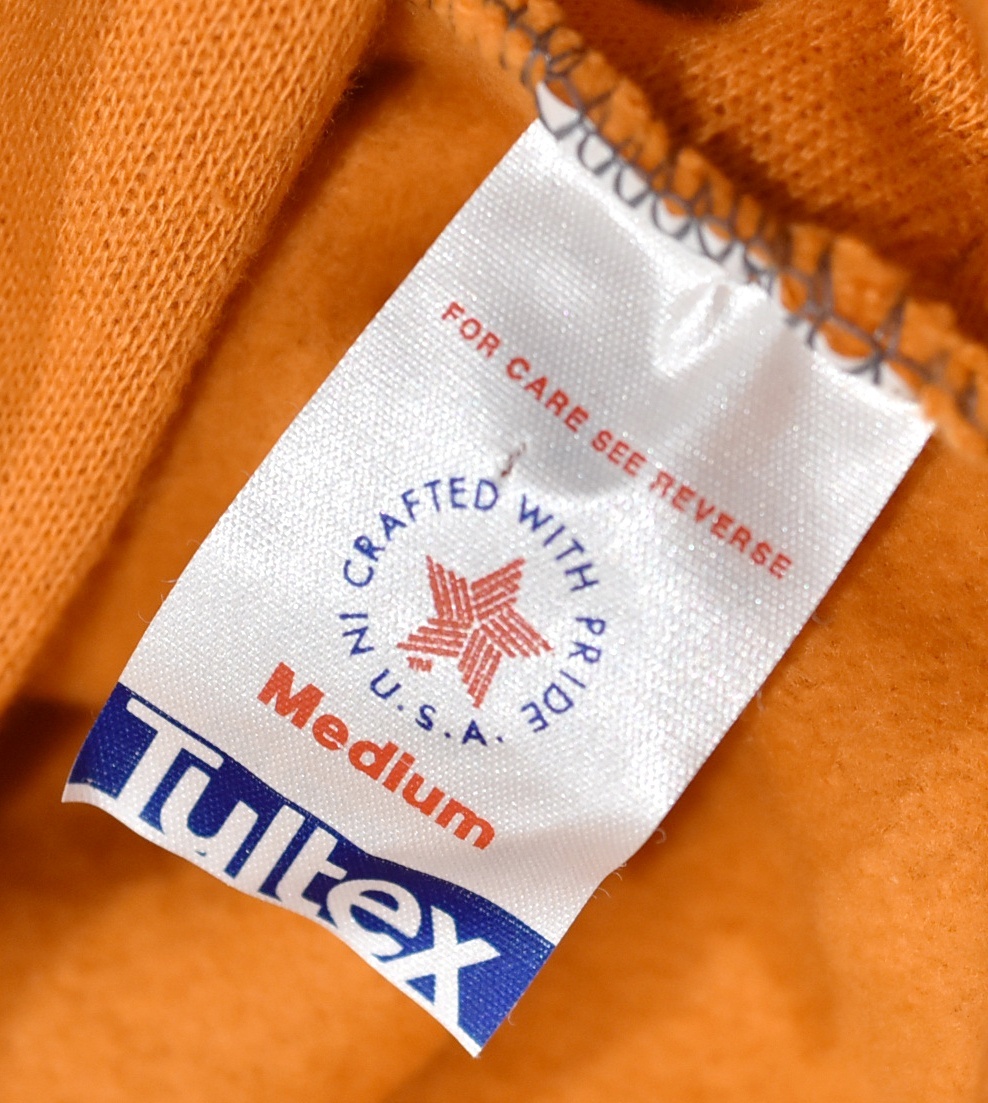 FOR CARE SEE REVERSE
CRAFTED WITH PRIDE
IN U.S.A.
TM
Medium
Tultex